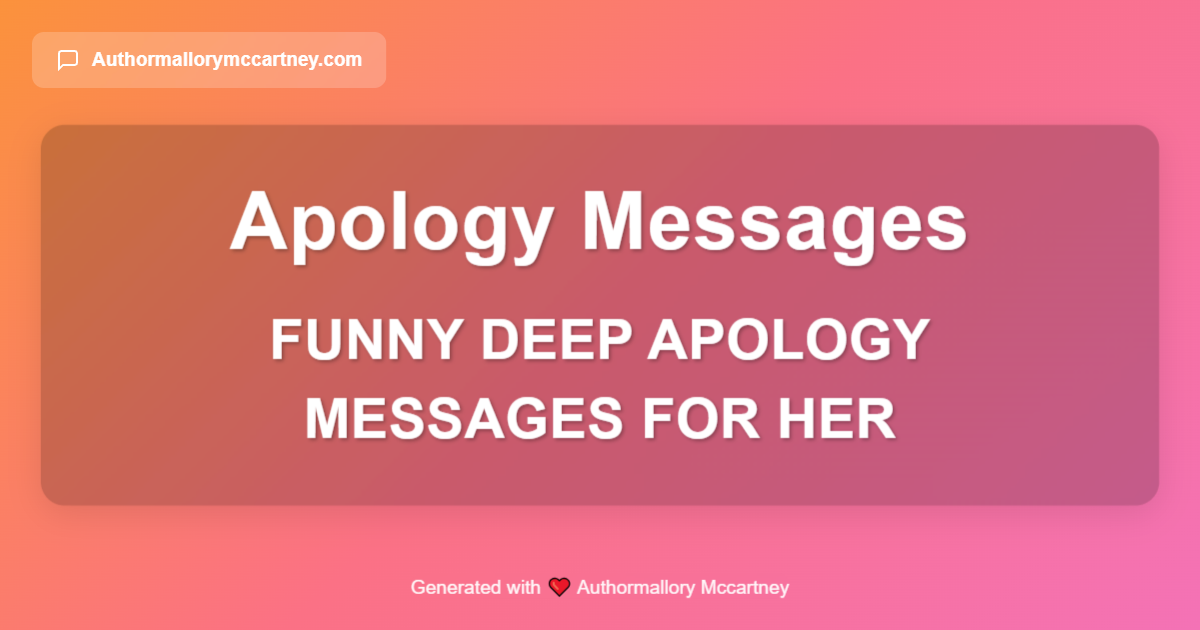 Authormallorymccartney.com
Apology Messages
FUNNY DEEP APOLOGY
MESSAGES FOR HER
Generated with ❤️ Authormallory Mccartney